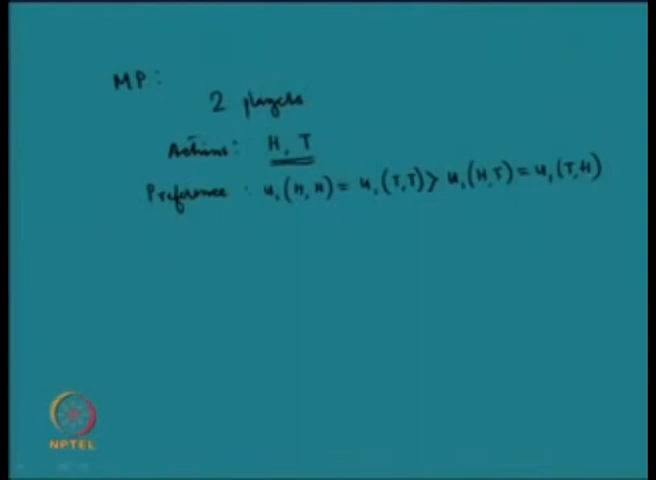 MP:
2 players
Actions: H, T
Preference: u₁(H, H) = u₁(T, T) > u₁(H, T) = u₁(T, H)
NPTEL